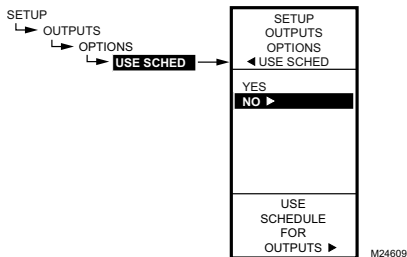 SETUP
OUTPUTS
OPTIONS
USE SCHED
SETUP
OUTPUTS
OPTIONS
◄ USE SCHED
YES
NO ►
USE
SCHEDULE
FOR
OUTPUTS ►
M24609